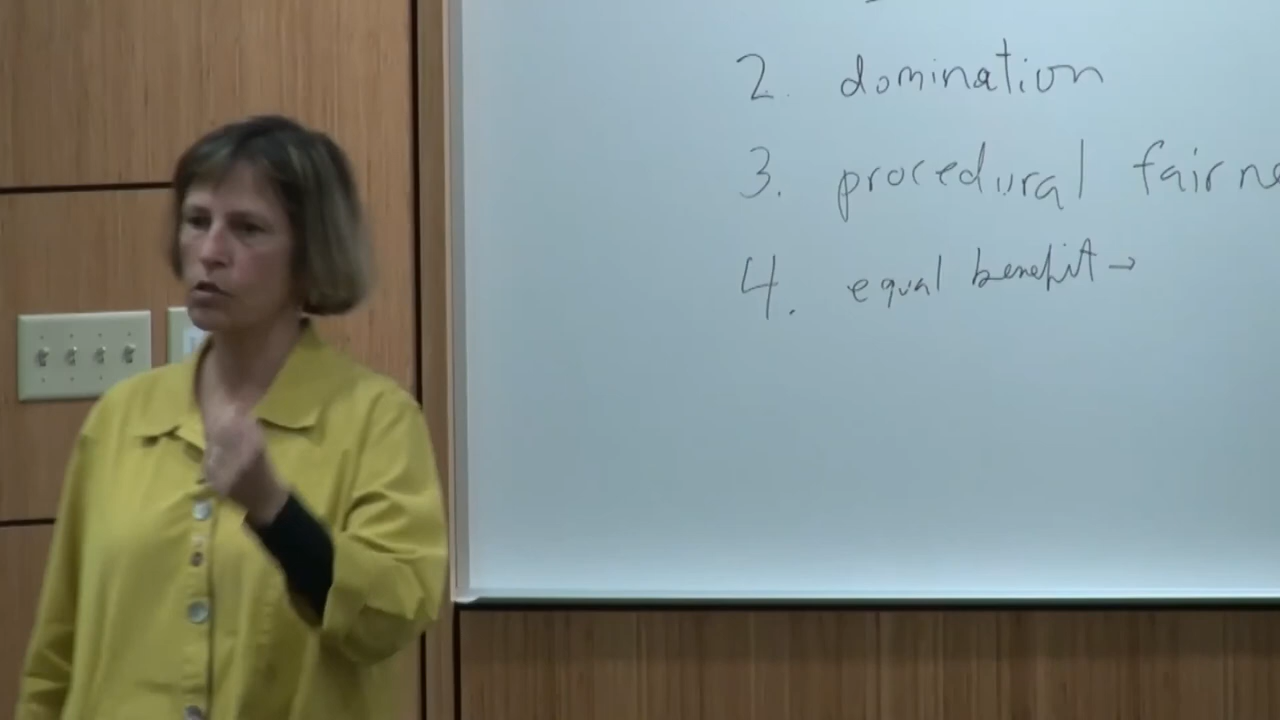 2. domination
3. procedural fairne
4. equal benefit →